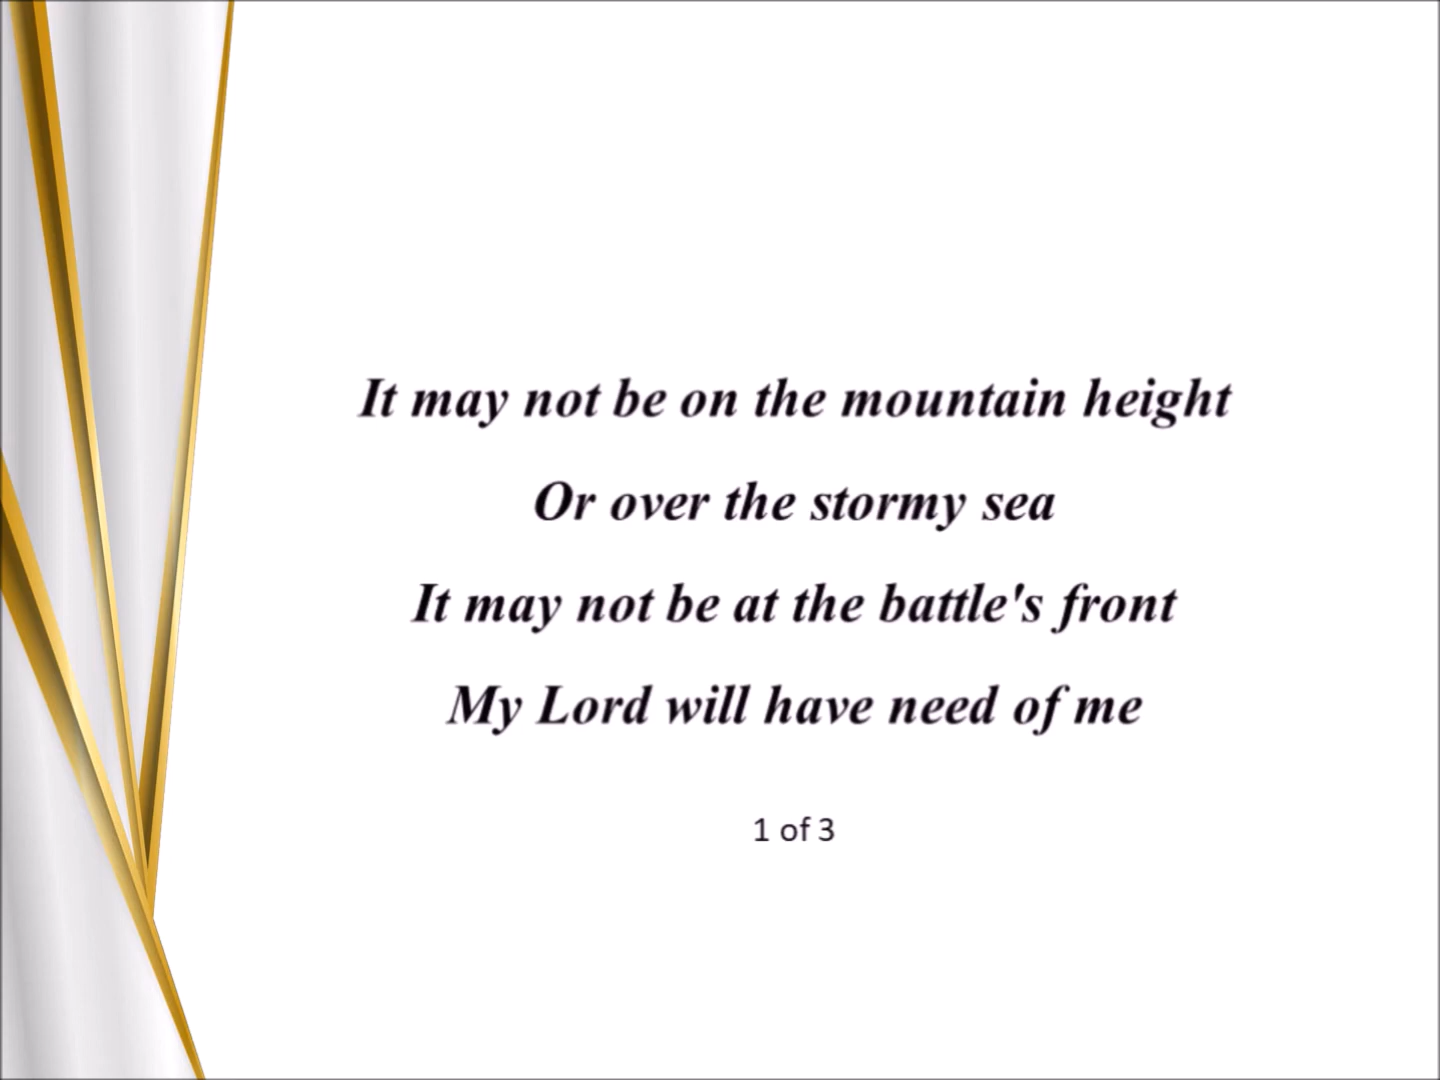 It may not be on the mountain height
Or over the stormy sea
It may not be at the battle's front
My Lord will have need of me
1 of 3